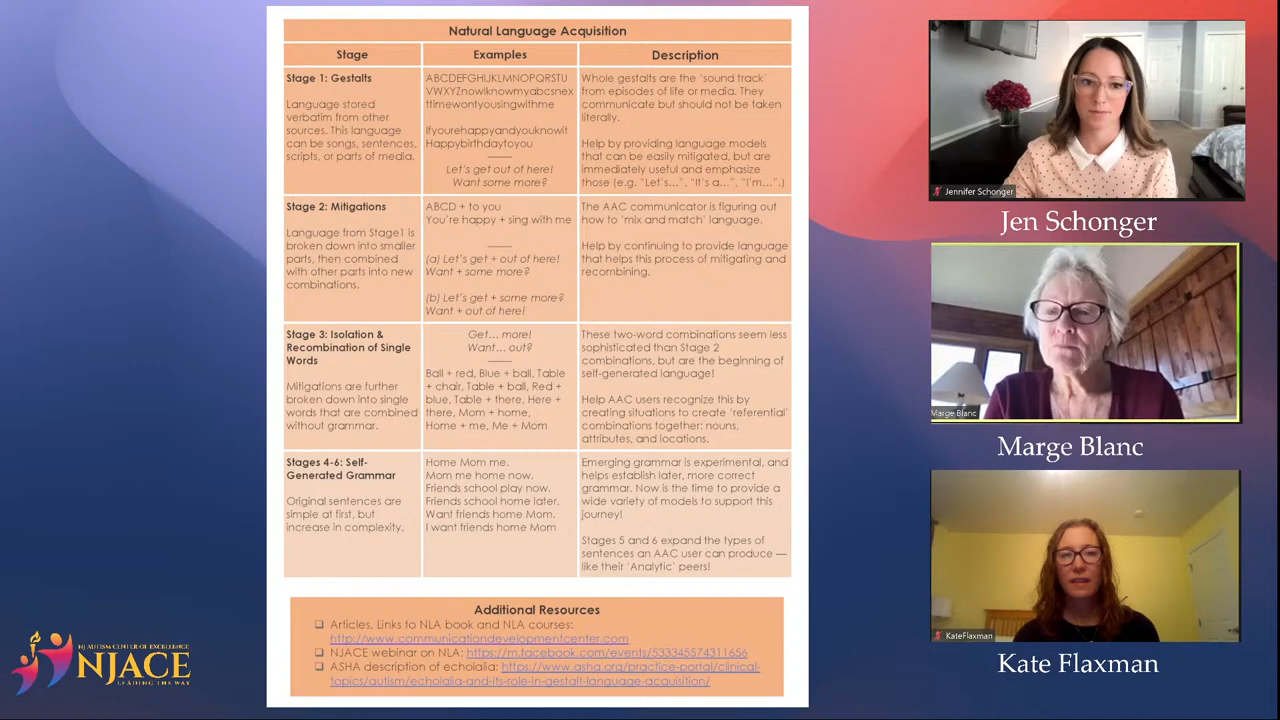 Natural Language Acquisition
Stage
Examples
Description
Stage 1: Gestalts
Language stored
verbatim from other
sources. This language
can be songs, sentences,
scripts, or parts of media.
ABCDEFGHIJKLMNOPQRSTU
VWXYZnowIknowmyabcsnex
ttimewontyousingwithme
IfyourehappyandyouknowIt
Happybirthdaytoyou
Let's get out of here!
Want some more?
Whole gestalts are the 'sound track'
from episodes of life or media. They
communicate but should not be taken
literally.
Help by providing language models
that can be easily mitigated, but are
immediately useful and emphasize
those (e.g. "Let's...", "It's a...", "I'm...".)
Stage 2: Mitigations
Language from Stage1 is
broken down into smaller
parts, then combined
with other parts into new
combinations.
ABCD + to you
You're happy + sing with me
(a) Let's get + out of here!
Want + some more?
(b) Let's get + some more?
Want + out of here!
The AAC communicator is figuring out
how to 'mix and match' language.
Help by continuing to provide language
that helps this process of mitigating and
recombining.
Stage 3: Isolation &
Recombination of Single
Words
Mitigations are further
broken down into single
words that are combined
without grammar.
Get... more!
Want... out?
Ball + red, Blue + ball, Table
+ chair, Table + ball, Red +
blue, Table + there, Here +
there, Mom + home,
Home + me, Me + Mom
These two-word combinations seem less
sophisticated than Stage 2
combinations, but are the beginning of
self-generated language!
Help AAC users recognize this by
creating situations to create 'referential'
combinations together: nouns,
attributes, and locations.
Stages 4-6: Self-
Generated Grammar
Original sentences are
simple at first, but
increase in complexity.
Home Mom me.
Mom me home now.
Friends school play now.
Friends school home later.
Want friends home Mom.
I want friends home Mom
Emerging grammar is experimental, and
helps establish later, more correct
grammar. Now is the time to provide a
wide variety of models to support this
journey!
Stages 5 and 6 expand the types of
sentences an AAC user can produce —
like their 'Analytic' peers!
Additional Resources
❑ Articles, Links to NLA book and NLA courses:
http://www.communicationdevelopmentcenter.com
❑ NJACE webinar on NLA: https://m.facebook.com/events/533345574311656
❑ ASHA description of echolalia: https://www.asha.org/practice-portal/clinical-
topics/autism/echolalia-and-its-role-in-gestalt-language-acquisition/
NJ AUTISM CENTER OF EXCELLENCE
NJACE
LEADING THE WAY
Jennifer Schonger
Jen Schonger
Marge Blanc
Marge Blanc
KateFlaxman
Kate Flaxman